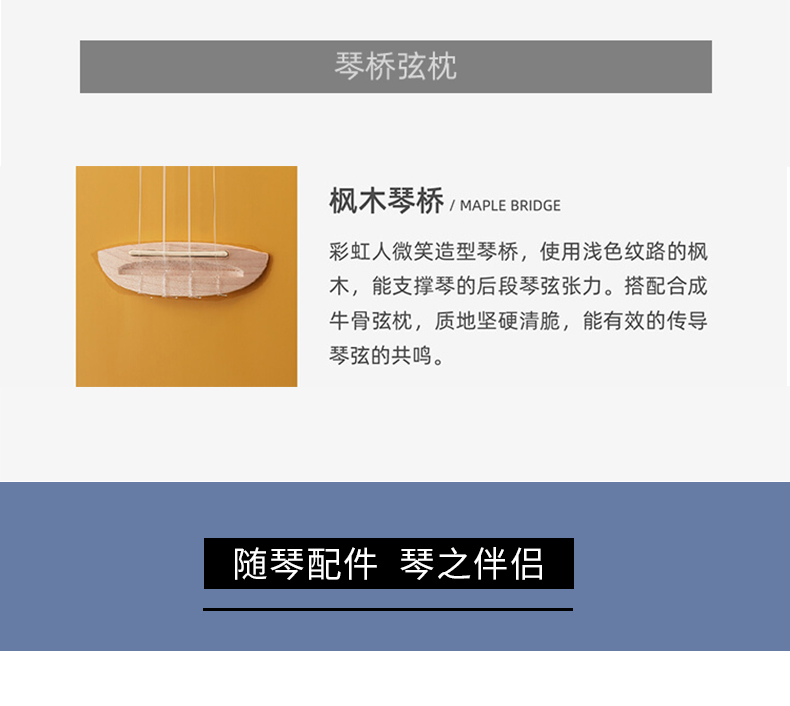 琴桥弦枕
枫木琴桥 / MAPLE BRIDGE
彩虹人微笑造型琴桥，使用浅色纹路的枫
木，能支撑琴的后段琴弦张力。搭配合成
牛骨弦枕，质地坚硬清脆，能有效的传导
琴弦的共鸣。
随琴配件 琴之伴侣